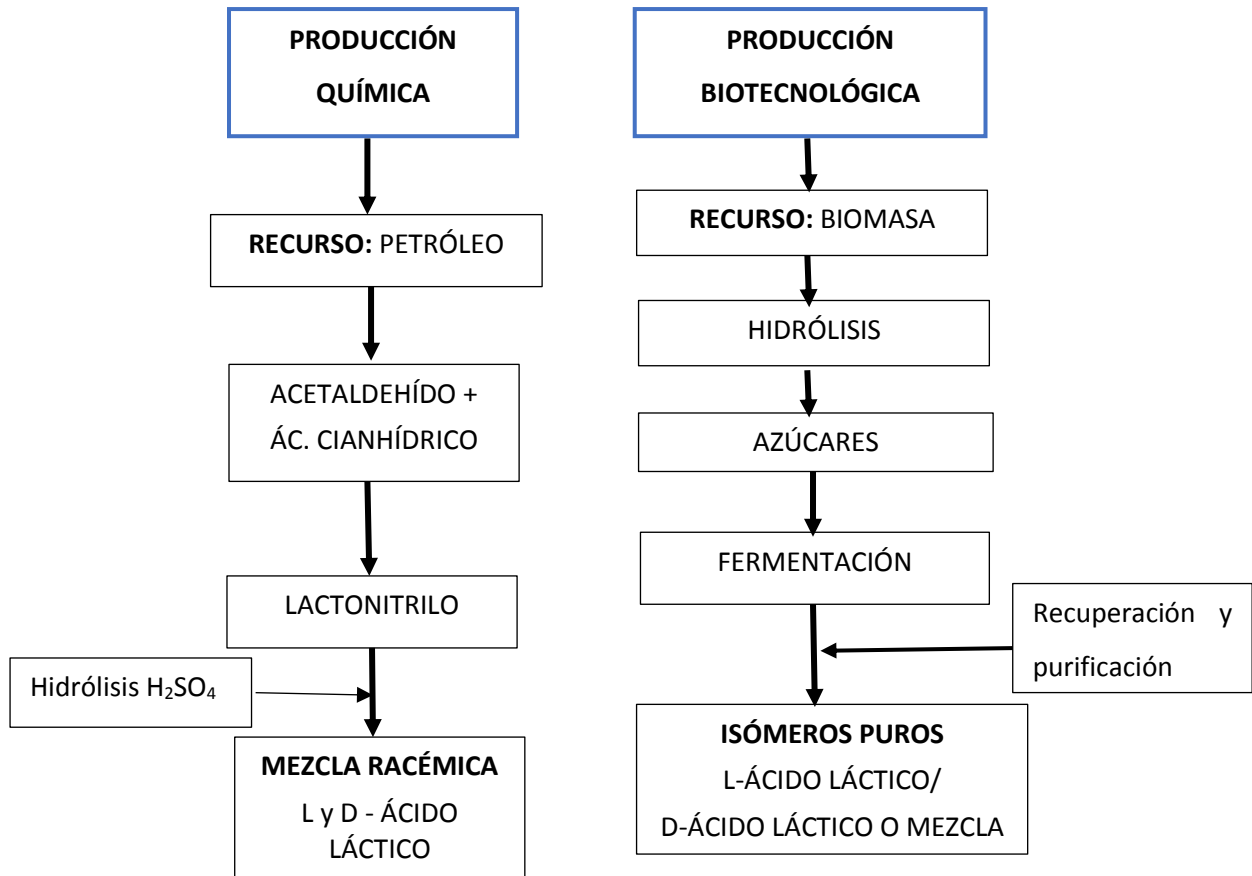 PRODUCCIÓN
QUÍMICA
RECURSO: PETRÓLEO
ACETALDEHÍDO +
ÁC. CIANHÍDRICO
LACTONITRILO
Hidrólisis H₂SO₄
MEZCLA RACÉMICA
L y D - ÁCIDO
LÁCTICO
PRODUCCIÓN
BIOTECNOLÓGICA
RECURSO: BIOMASA
HIDRÓLISIS
AZÚCARES
FERMENTACIÓN
Recuperación y
purificación
ISÓMEROS PUROS
L-ÁCIDO LÁCTICO/
D-ÁCIDO LÁCTICO O MEZCLA